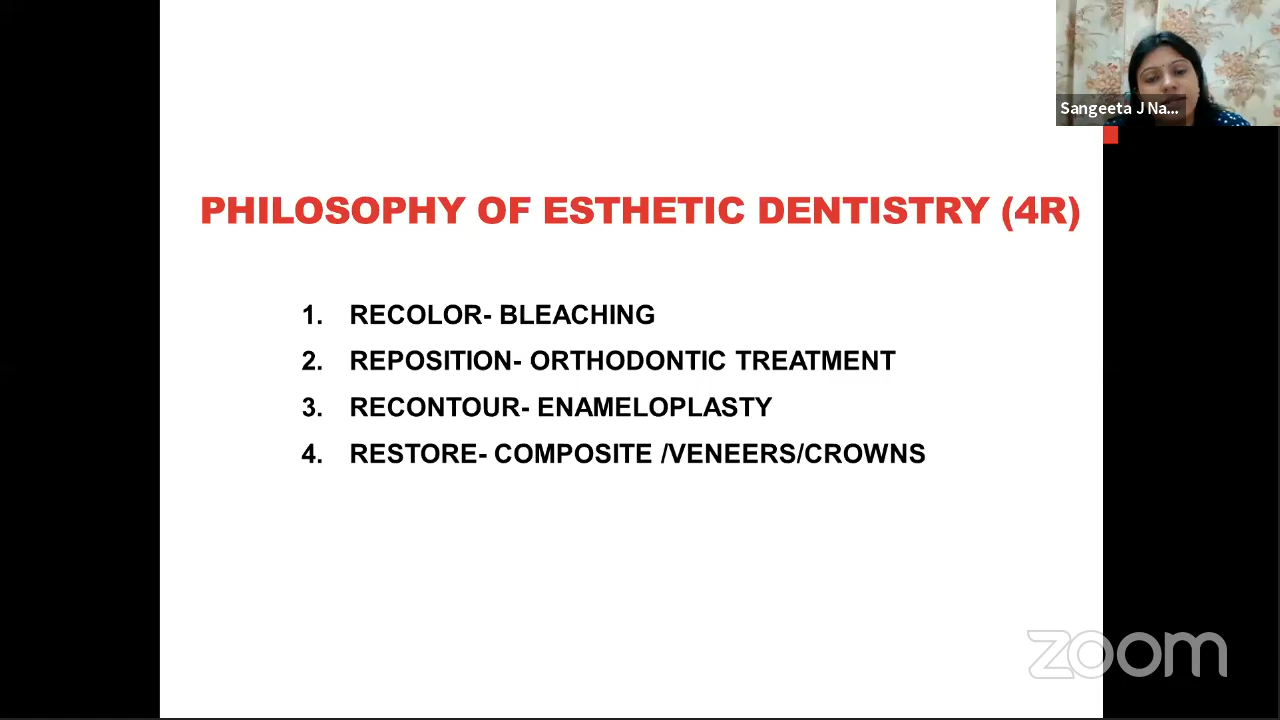 Sangeeta J Na...
PHILOSOPHY OF ESTHETIC DENTISTRY (4R)
1. RECOLOR- BLEACHING
2. REPOSITION- ORTHODONTIC TREATMENT
3. RECONTOUR- ENAMELOPLASTY
4. RESTORE- COMPOSITE /VENEERS/CROWNS
zoom